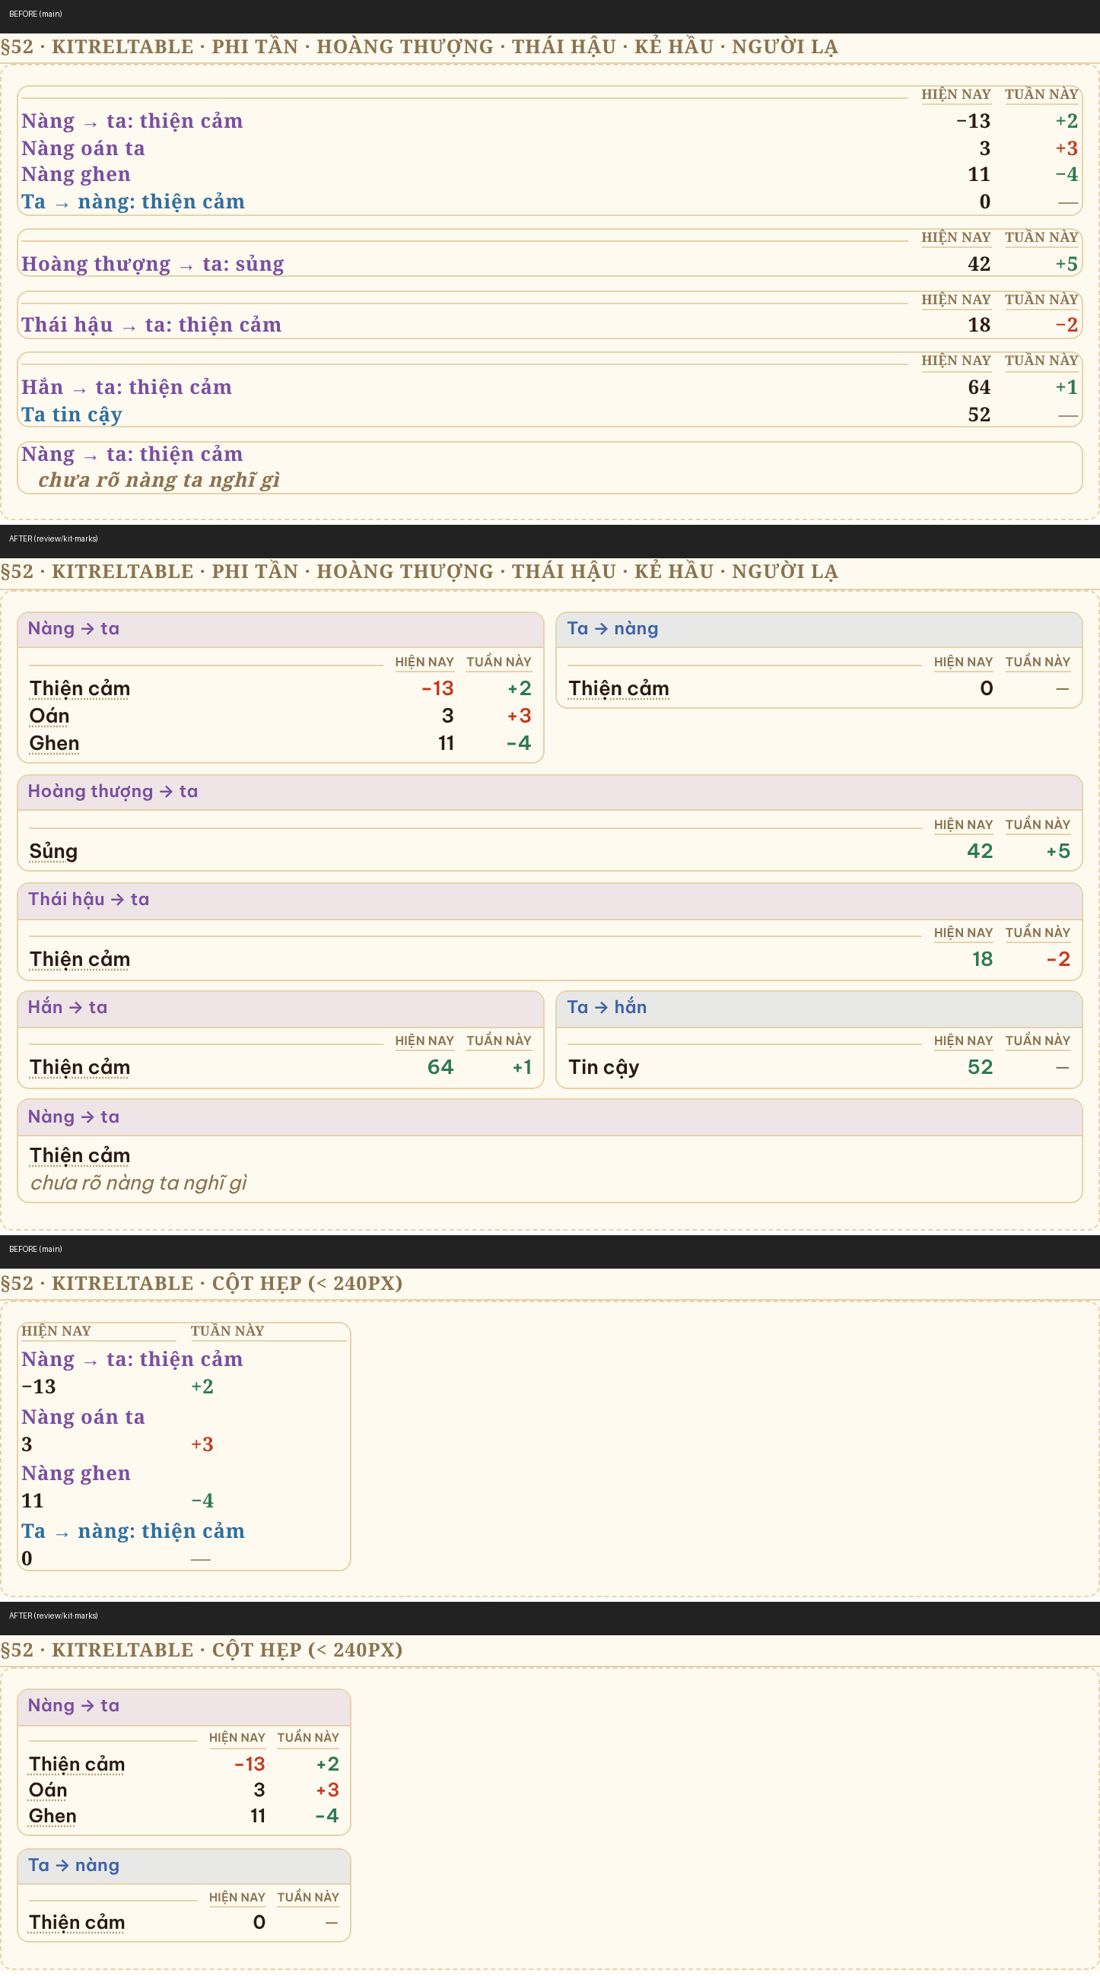 BEFORE (main)
§52 · KITRELTABLE · PHI TẦN · HOÀNG THƯỢNG · THÁI HẬU · KẺ HẦU · NGƯỜI LẠ
HIỆN NAY TUẦN NÀY
Nàng → ta: thiện cảm −13 +2
Nàng oán ta 3 +3
Nàng ghen 11 −4
Ta → nàng: thiện cảm 0 —
HIỆN NAY TUẦN NÀY
Hoàng thượng → ta: sủng 42 +5
HIỆN NAY TUẦN NÀY
Thái hậu → ta: thiện cảm 18 −2
HIỆN NAY TUẦN NÀY
Hắn → ta: thiện cảm 64 +1
Ta tin cậy 52 —
Nàng → ta: thiện cảm
chưa rõ nàng ta nghĩ gì
AFTER (review/kit-marks)
§52 · KITRELTABLE · PHI TẦN · HOÀNG THƯỢNG · THÁI HẬU · KẺ HẦU · NGƯỜI LẠ
Nàng → ta
HIỆN NAY TUẦN NÀY
Thiện cảm −13 +2
Oán 3 +3
Ghen 11 −4
Ta → nàng
HIỆN NAY TUẦN NÀY
Thiện cảm 0 —
Hoàng thượng → ta
HIỆN NAY TUẦN NÀY
Sủng 42 +5
Thái hậu → ta
HIỆN NAY TUẦN NÀY
Thiện cảm 18 −2
Hắn → ta
HIỆN NAY TUẦN NÀY
Thiện cảm 64 +1
Ta → hắn
HIỆN NAY TUẦN NÀY
Tin cậy 52 —
Nàng → ta
Thiện cảm
chưa rõ nàng ta nghĩ gì
BEFORE (main)
§52 · KITRELTABLE · CỘT HẸP (< 240PX)
HIỆN NAY TUẦN NÀY
Nàng → ta: thiện cảm
−13 +2
Nàng oán ta
3 +3
Nàng ghen
11 −4
Ta → nàng: thiện cảm
0 —
AFTER (review/kit-marks)
§52 · KITRELTABLE · CỘT HẸP (< 240PX)
Nàng → ta
HIỆN NAY TUẦN NÀY
Thiện cảm −13 +2
Oán 3 +3
Ghen 11 −4
Ta → nàng
HIỆN NAY TUẦN NÀY
Thiện cảm 0 —